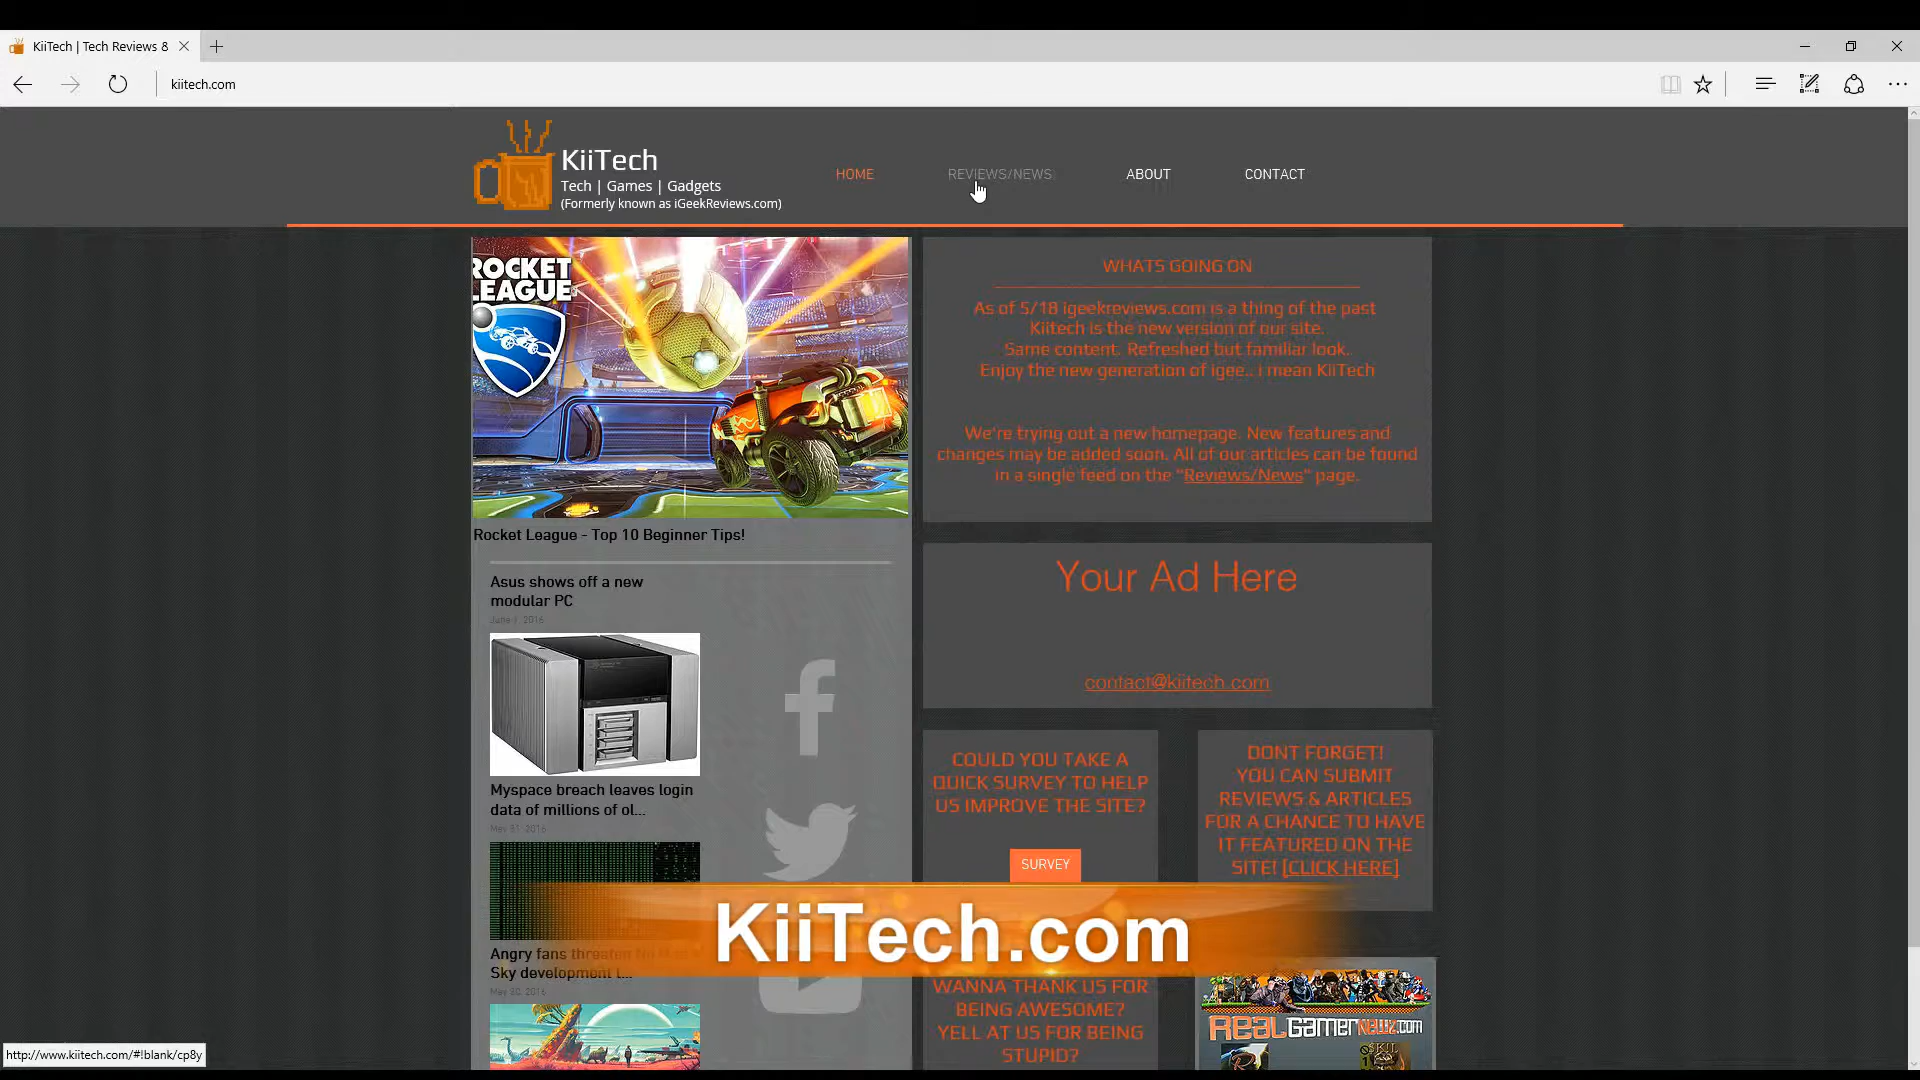 KiiTech | Tech Reviews &
kiitech.com
KiiTech
Tech | Games | Gadgets
(Formerly known as iGeekReviews.com)
HOME
REVIEWS/NEWS
ABOUT
CONTACT
ROCKET
LEAGUE
Rocket League - Top 10 Beginner Tips!
Asus shows off a new
modular PC
June 1, 2016
Myspace breach leaves login
data of millions of ol...
May 31, 2016
Angry fans threaten
Sky development t...
May 30, 2016
WHATS GOING ON
As of 5/18 igeekreviews.com is a thing of the past
Kiitech is the new version of our site.
Same content. Refreshed but familiar look.
Enjoy the new generation of igee.. i mean KiiTech
We're trying out a new homepage. New features and
changes may be added soon. All of our articles can be found
in a single feed on the "Reviews/News" page.
Your Ad Here
contact@kiitech.com
COULD YOU TAKE A
QUICK SURVEY TO HELP
US IMPROVE THE SITE?
SURVEY
DONT FORGET!
YOU CAN SUBMIT
REVIEWS & ARTICLES
FOR A CHANCE TO HAVE
IT FEATURED ON THE
SITE! [CLICK HERE]
KiiTech.com
WANNA THANK US FOR
BEING AWESOME?
YELL AT US FOR BEING
STUPID?
REALGAMERNEWZ.COM
http://www.kiitech.com/#!blank/cp8y